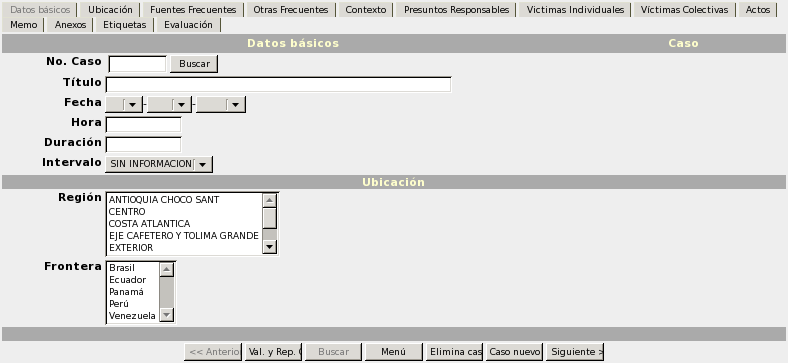 Datos básicos Ubicación Fuentes Frecuentes Otras Frecuentes Contexto Presuntos Responsables Victimas Individuales Víctimas Colectivas Actos
Memo Anexos Etiquetas Evaluación
Datos básicos Caso
No. Caso Buscar
Título
Fecha - -
Hora
Duración
Intervalo SIN INFORMACION
Ubicación
Región ANTIOQUIA CHOCO SANT
CENTRO
COSTA ATLANTICA
EJE CAFETERO Y TOLIMA GRANDE
EXTERIOR
Frontera Brasil
Ecuador
Panamá
Perú
Venezuela
<< Anterio Val. y Rep. ( Buscar Menú Elimina cas Caso nuevo Siguiente >